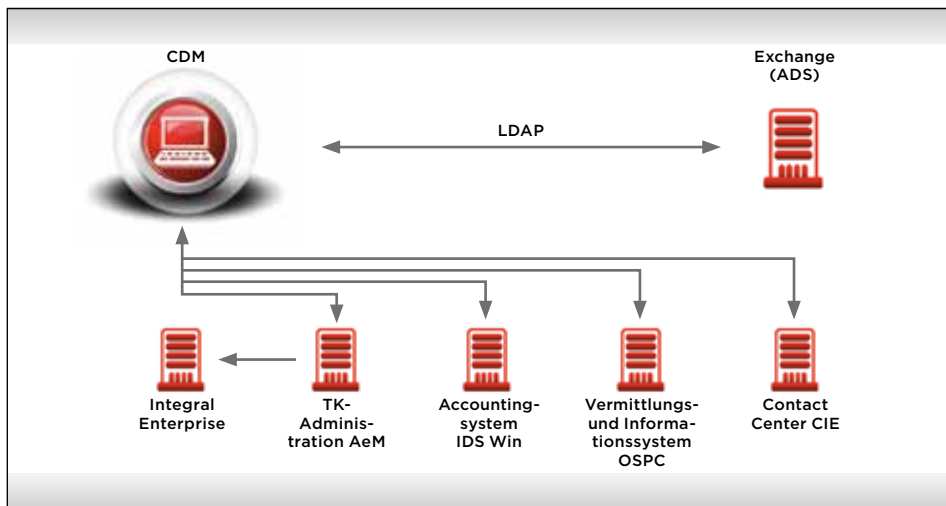 CDM
Exchange
(ADS)
LDAP
Integral
Enterprise
TK-
Adminis-
tration AeM
Accounting-
system
IDS Win
Vermittlungs-
und Informa-
tionssystem
OSPC
Contact
Center CIE